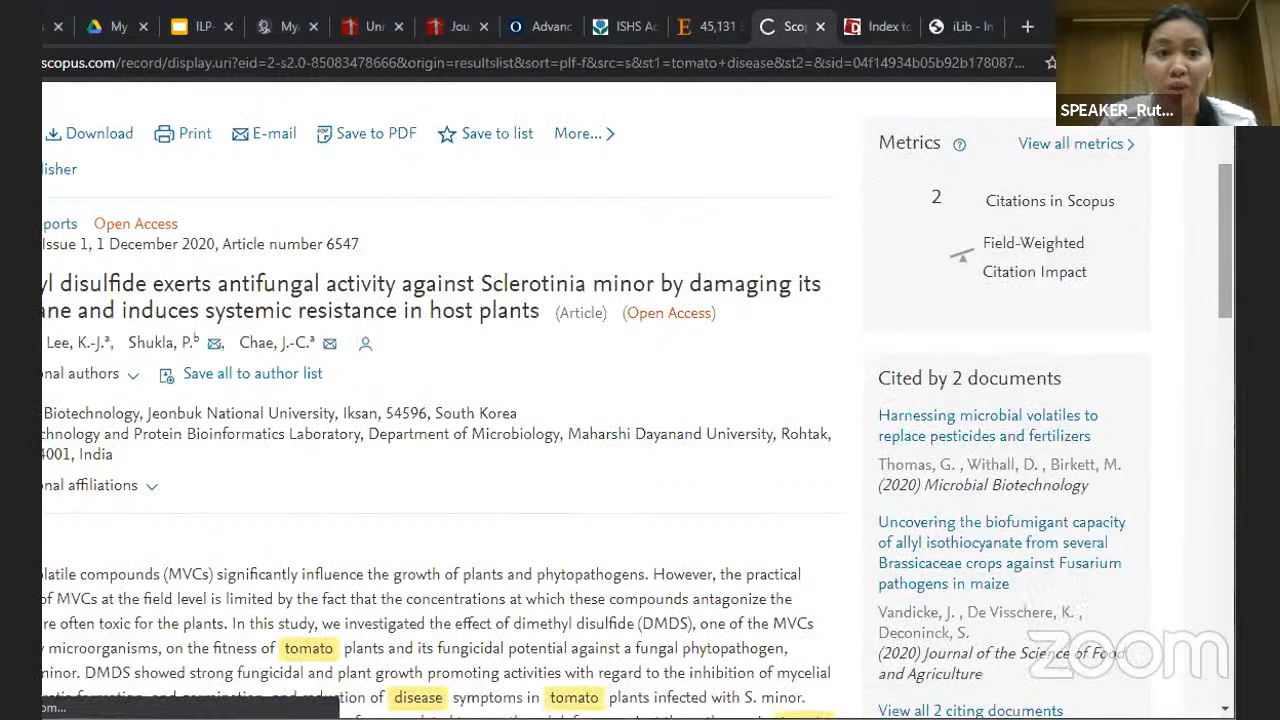 My
ILP-
My
Uni
Jou
Advanc
ISHS Ac
45,131
Sco
Index to
iLib - In
scopus.com/record/display.uri?eid=2-s2.0-85083478666&origin=resultslist&sort=plf-f&src=s&st1=tomato+disease&st2=&sid=04f14934b05b92b178087...
SPEAKER_Rut...
Download
Print
E-mail
Save to PDF
Save to list
More...
lisher
ports Open Access
Issue 1, 1 December 2020, Article number 6547
yl disulfide exerts antifungal activity against Sclerotinia minor by damaging its
ane and induces systemic resistance in host plants (Article) (Open Access)
Lee, K.-J.a, Shukla, P.b, Chae, J.-C.a
nal authors
Save all to author list
Biotechnology, Jeonbuk National University, Iksan, 54596, South Korea
chnology and Protein Bioinformatics Laboratory, Department of Microbiology, Maharshi Dayanand University, Rohtak,
4001, India
nal affiliations
olatile compounds (MVCs) significantly influence the growth of plants and phytopathogens. However, the practical
of MVCs at the field level is limited by the fact that the concentrations at which these compounds antagonize the
re often toxic for the plants. In this study, we investigated the effect of dimethyl disulfide (DMDS), one of the MVCs
y microorganisms, on the fitness of tomato plants and its fungicidal potential against a fungal phytopathogen,
minor. DMDS showed strong fungicidal and plant growth promoting activities with regard to the inhibition of mycelial
disease symptoms in tomato plants infected with S. minor.
om...
Metrics
View all metrics
2 Citations in Scopus
Field-Weighted
Citation Impact
Cited by 2 documents
Harnessing microbial volatiles to
replace pesticides and fertilizers
Thomas, G. , Withall, D. , Birkett, M.
(2020) Microbial Biotechnology
Uncovering the biofumigant capacity
of allyl isothiocyanate from several
Brassicaceae crops against Fusarium
pathogens in maize
Vandicke, J. , De Visschere, K. ,
Deconinck, S.
(2020) Journal of the Science of Food
and Agriculture
View all 2 citing documents
zoom